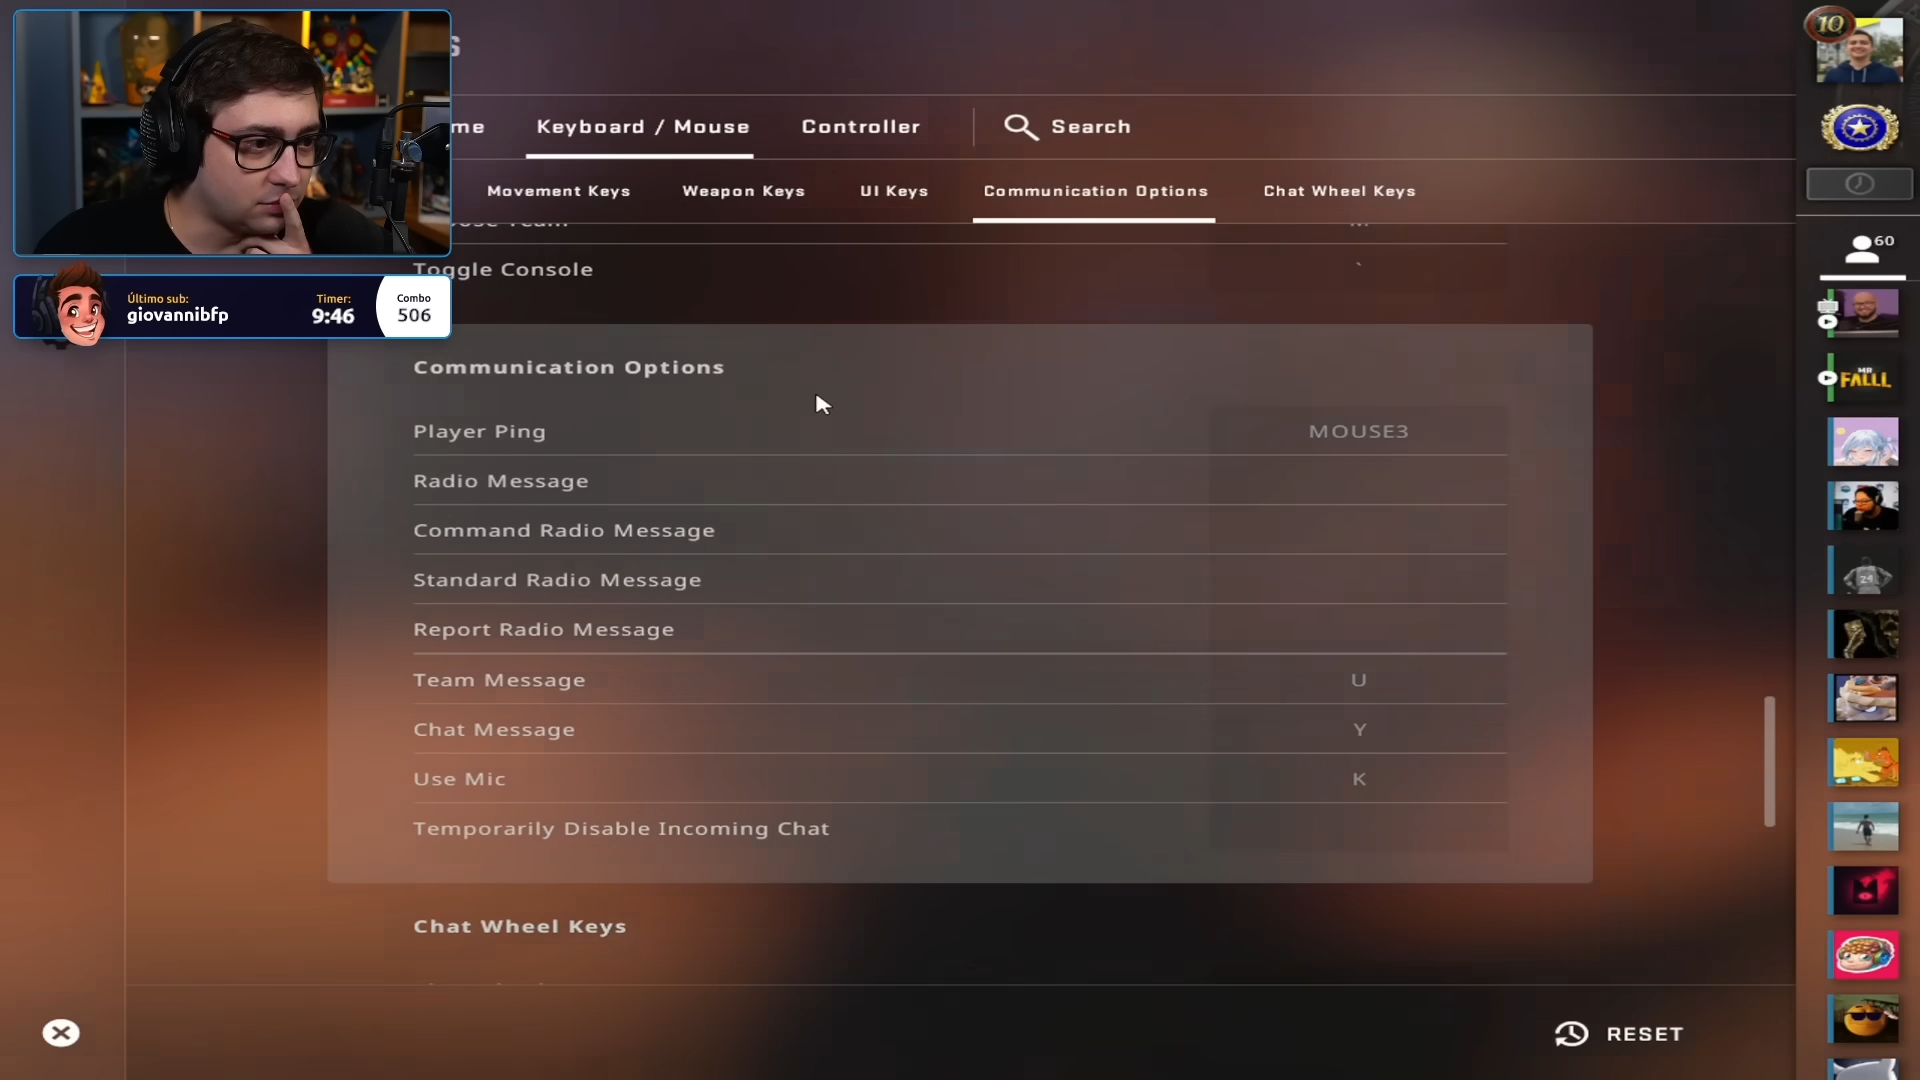 Keyboard / Mouse
Controller
Search
Movement Keys
Weapon Keys
UI Keys
Communication Options
Chat Wheel Keys
Toggle Console `
Último sub:
giovannibfp
Timer:
9:46
Combo
506
Communication Options
Player Ping MOUSE3
Radio Message
Command Radio Message
Standard Radio Message
Report Radio Message
Team Message U
Chat Message Y
Use Mic K
Temporarily Disable Incoming Chat
Chat Wheel Keys
RESET
10
60
MR
FALLL
24